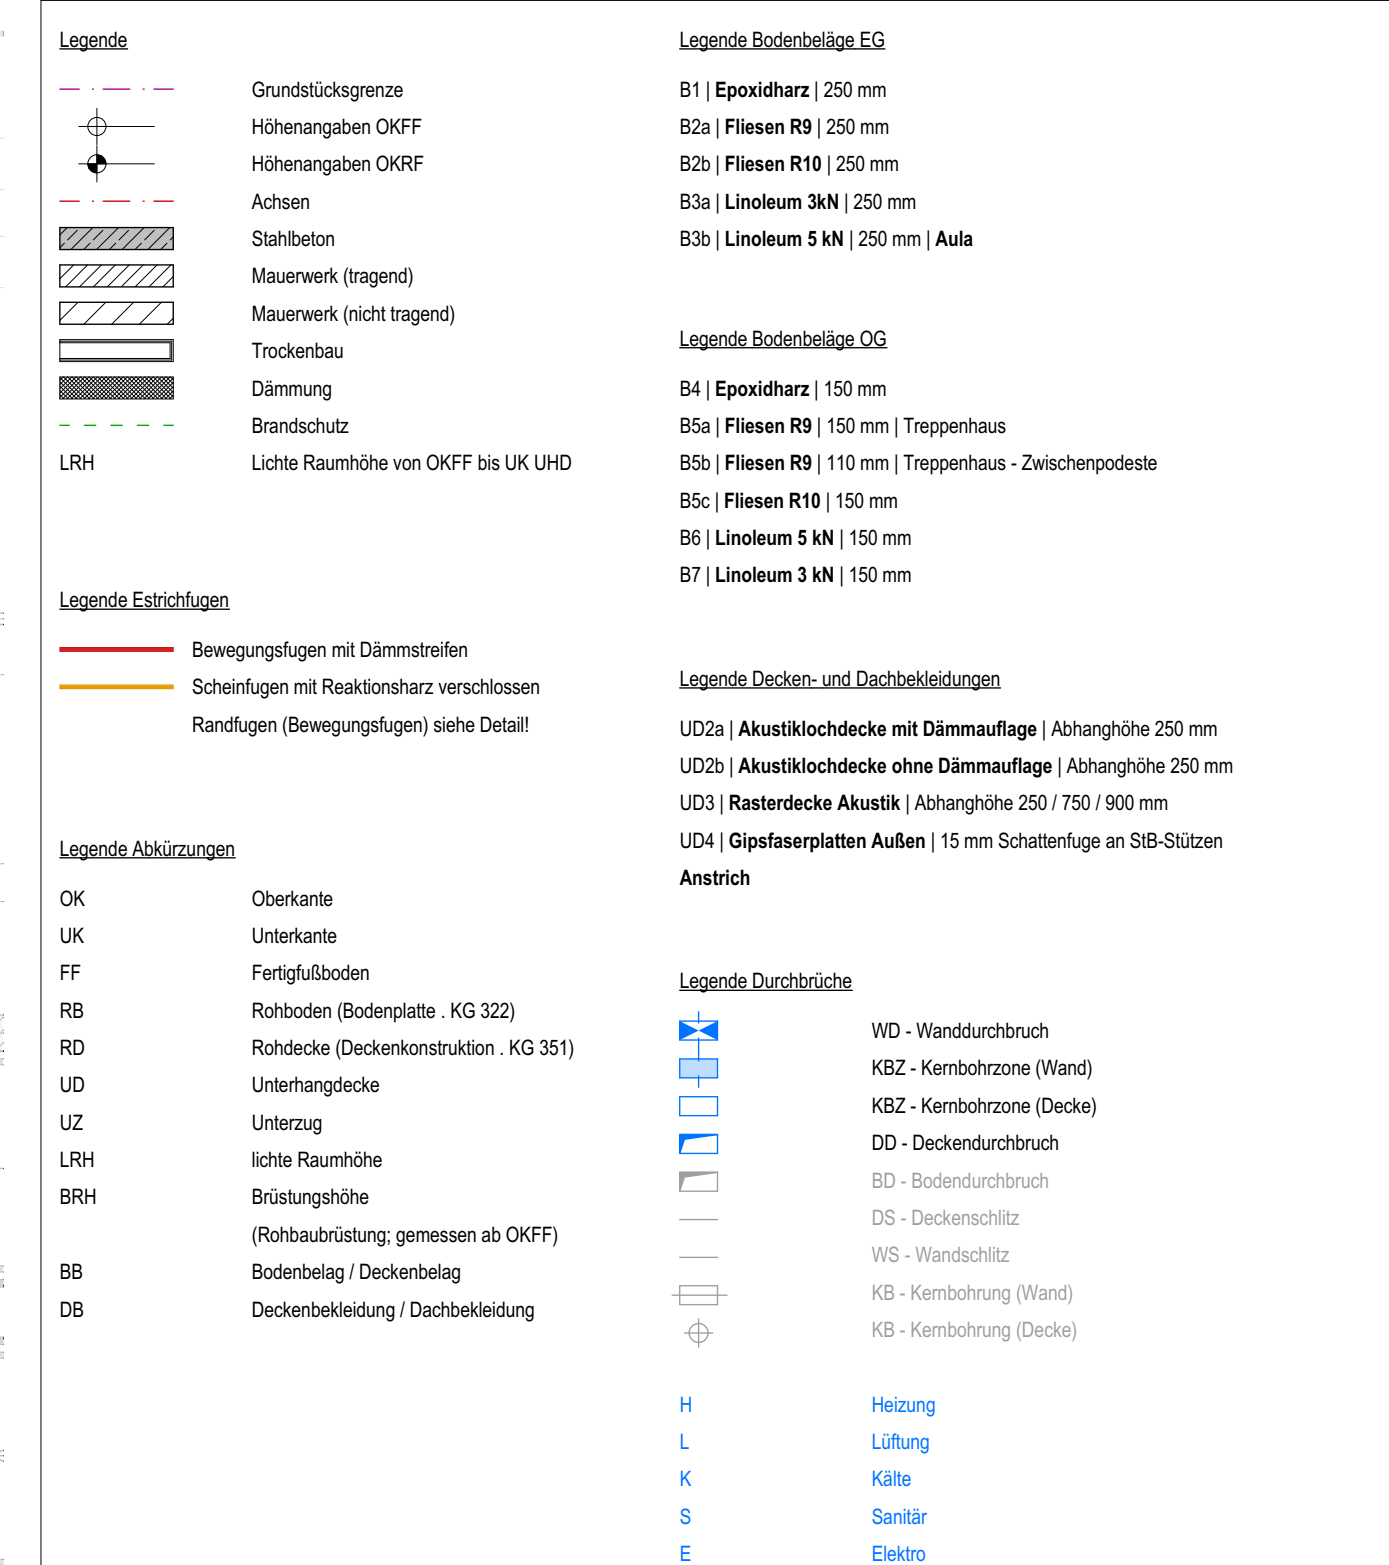 Legende
Grundstücksgrenze
Höhenangaben OKFF
Höhenangaben OKRF
Achsen
Stahlbeton
Mauerwerk (tragend)
Mauerwerk (nicht tragend)
Trockenbau
Dämmung
Brandschutz
LRH Lichte Raumhöhe von OKFF bis UK UHD
Legende Estrichfugen
Bewegungsfugen mit Dämmstreifen
Scheinfugen mit Reaktionsharz verschlossen
Randfugen (Bewegungsfugen) siehe Detail!
Legende Abkürzungen
OK Oberkante
UK Unterkante
FF Fertigfußboden
RB Rohboden (Bodenplatte . KG 322)
RD Rohdecke (Deckenkonstruktion . KG 351)
UD Unterhangdecke
UZ Unterzug
LRH lichte Raumhöhe
BRH Brüstungshöhe
(Rohbaubrüstung; gemessen ab OKFF)
BB Bodenbelag / Deckenbelag
DB Deckenbekleidung / Dachbekleidung
Legende Bodenbeläge EG
B1 | Epoxidharz | 250 mm
B2a | Fliesen R9 | 250 mm
B2b | Fliesen R10 | 250 mm
B3a | Linoleum 3kN | 250 mm
B3b | Linoleum 5 kN | 250 mm | Aula
Legende Bodenbeläge OG
B4 | Epoxidharz | 150 mm
B5a | Fliesen R9 | 150 mm | Treppenhaus
B5b | Fliesen R9 | 110 mm | Treppenhaus - Zwischenpodeste
B5c | Fliesen R10 | 150 mm
B6 | Linoleum 5 kN | 150 mm
B7 | Linoleum 3 kN | 150 mm
Legende Decken- und Dachbekleidungen
UD2a | Akustiklochdecke mit Dämmauflage | Abhanghöhe 250 mm
UD2b | Akustiklochdecke ohne Dämmauflage | Abhanghöhe 250 mm
UD3 | Rasterdecke Akustik | Abhanghöhe 250 / 750 / 900 mm
UD4 | Gipsfaserplatten Außen | 15 mm Schattenfuge an StB-Stützen
Anstrich
Legende Durchbrüche
WD - Wanddurchbruch
KBZ - Kernbohrzone (Wand)
KBZ - Kernbohrzone (Decke)
DD - Deckendurchbruch
BD - Bodendurchbruch
DS - Deckenschlitz
WS - Wandschlitz
KB - Kernbohrung (Wand)
KB - Kernbohrung (Decke)
H Heizung
L Lüftung
K Kälte
S Sanitär
E Elektro